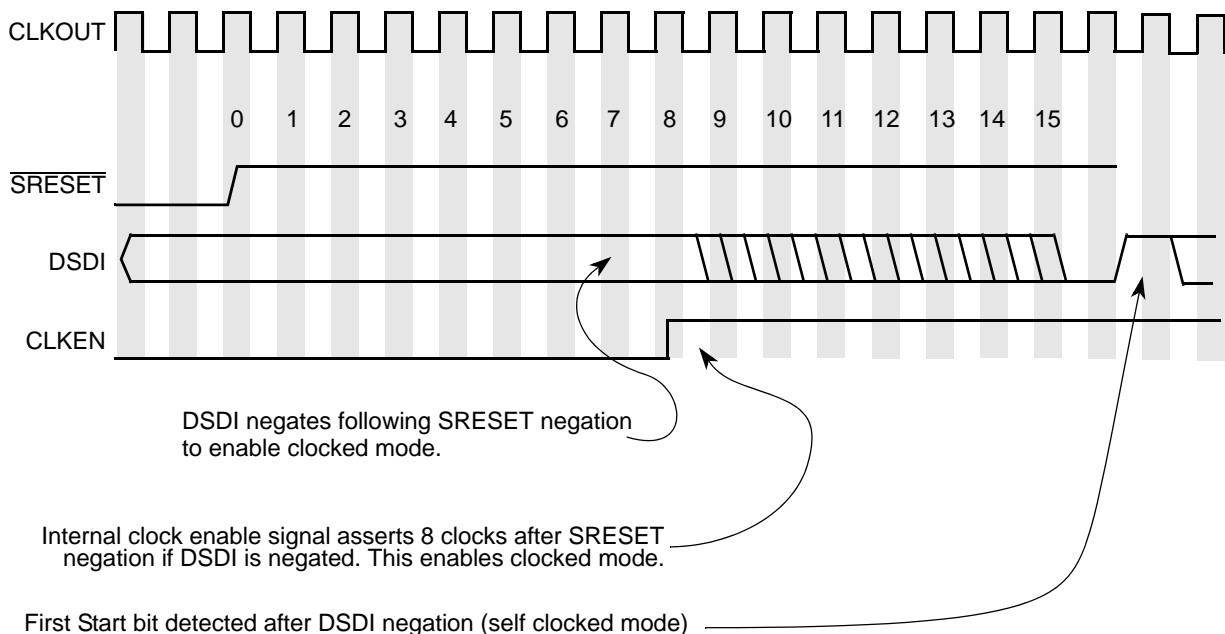 CLKOUT
0 1 2 3 4 5 6 7 8 9 10 11 12 13 14 15
SRESET
DSDI
CLKEN
DSDI negates following SRESET negation
to enable clocked mode.
Internal clock enable signal asserts 8 clocks after SRESET
negation if DSDI is negated. This enables clocked mode.
First Start bit detected after DSDI negation (self clocked mode)